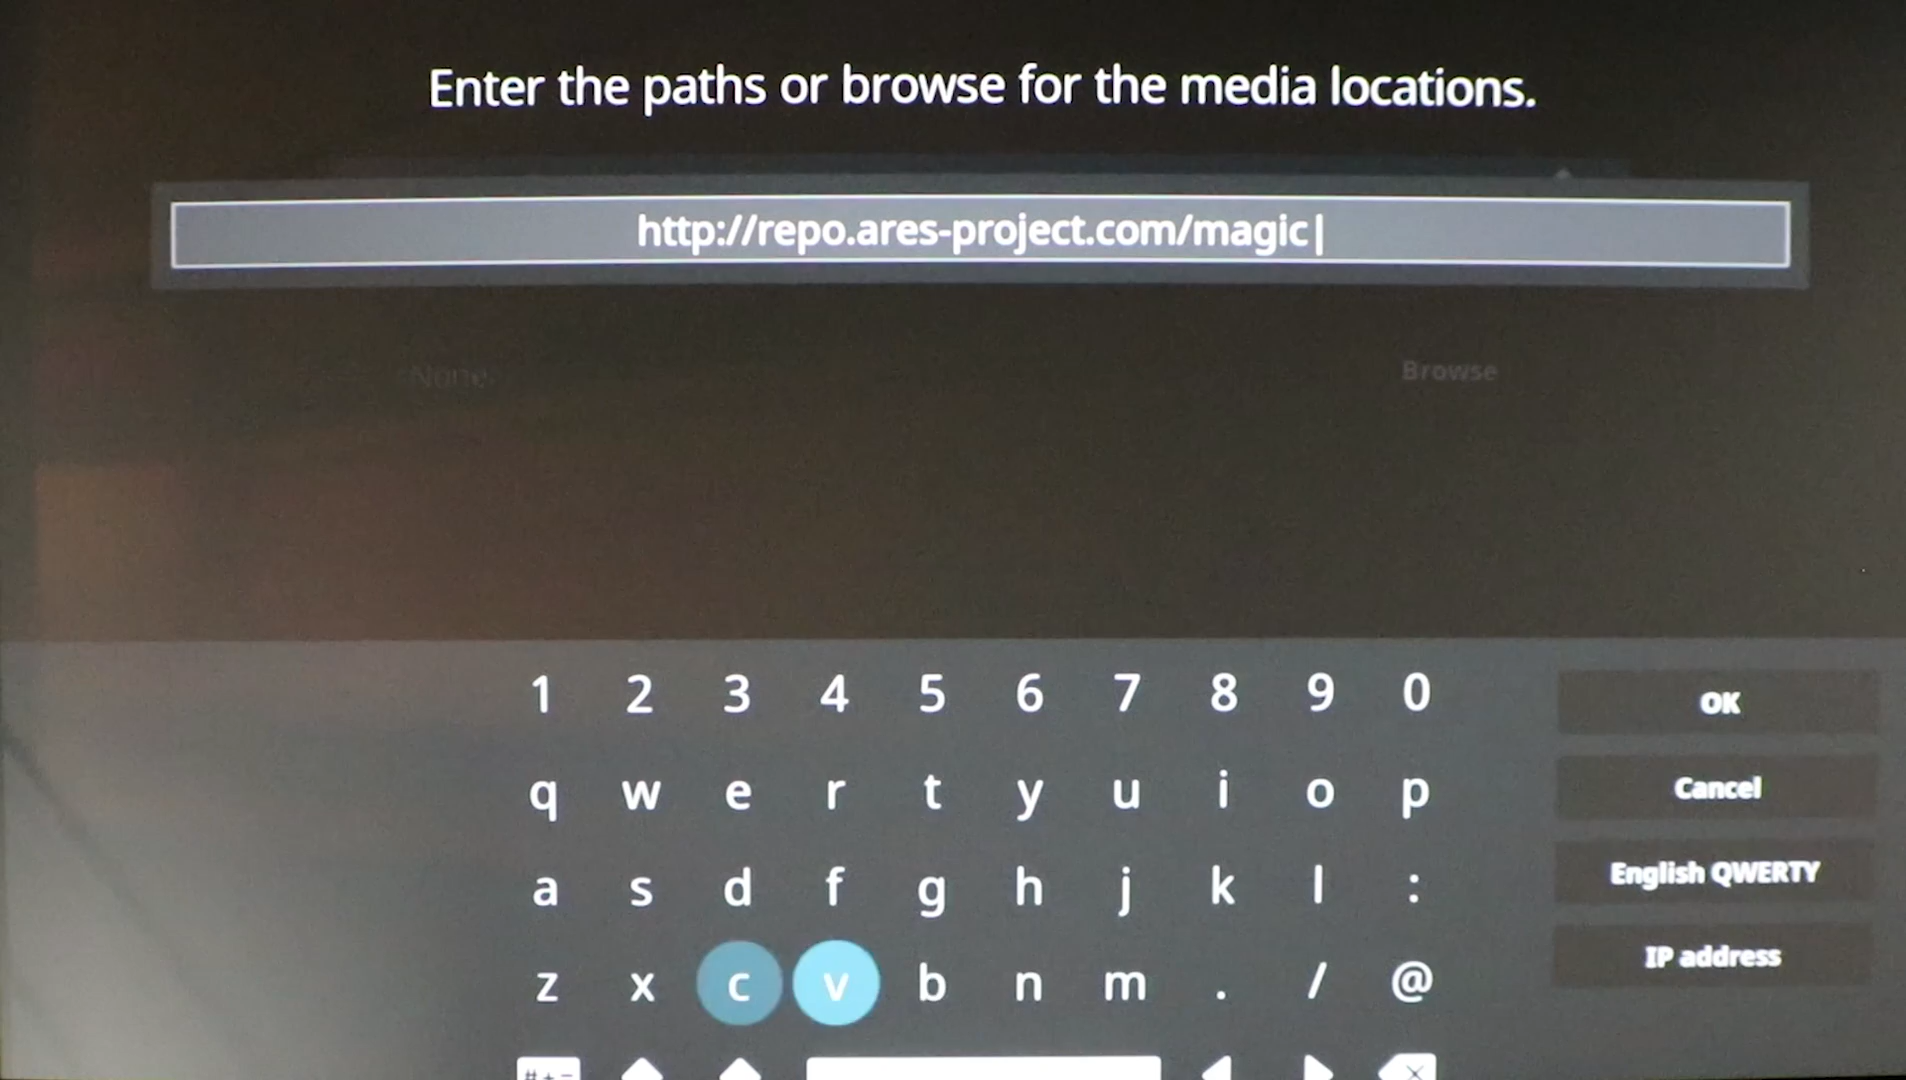 Enter the paths or browse for the media locations.
http://repo.ares-project.com/magic
None
Browse
1 2 3 4 5 6 7 8 9 0
OK
q w e r t y u i o p
Cancel
a s d f g h j k l :
English QWERTY
z x c v b n m . / @
IP address